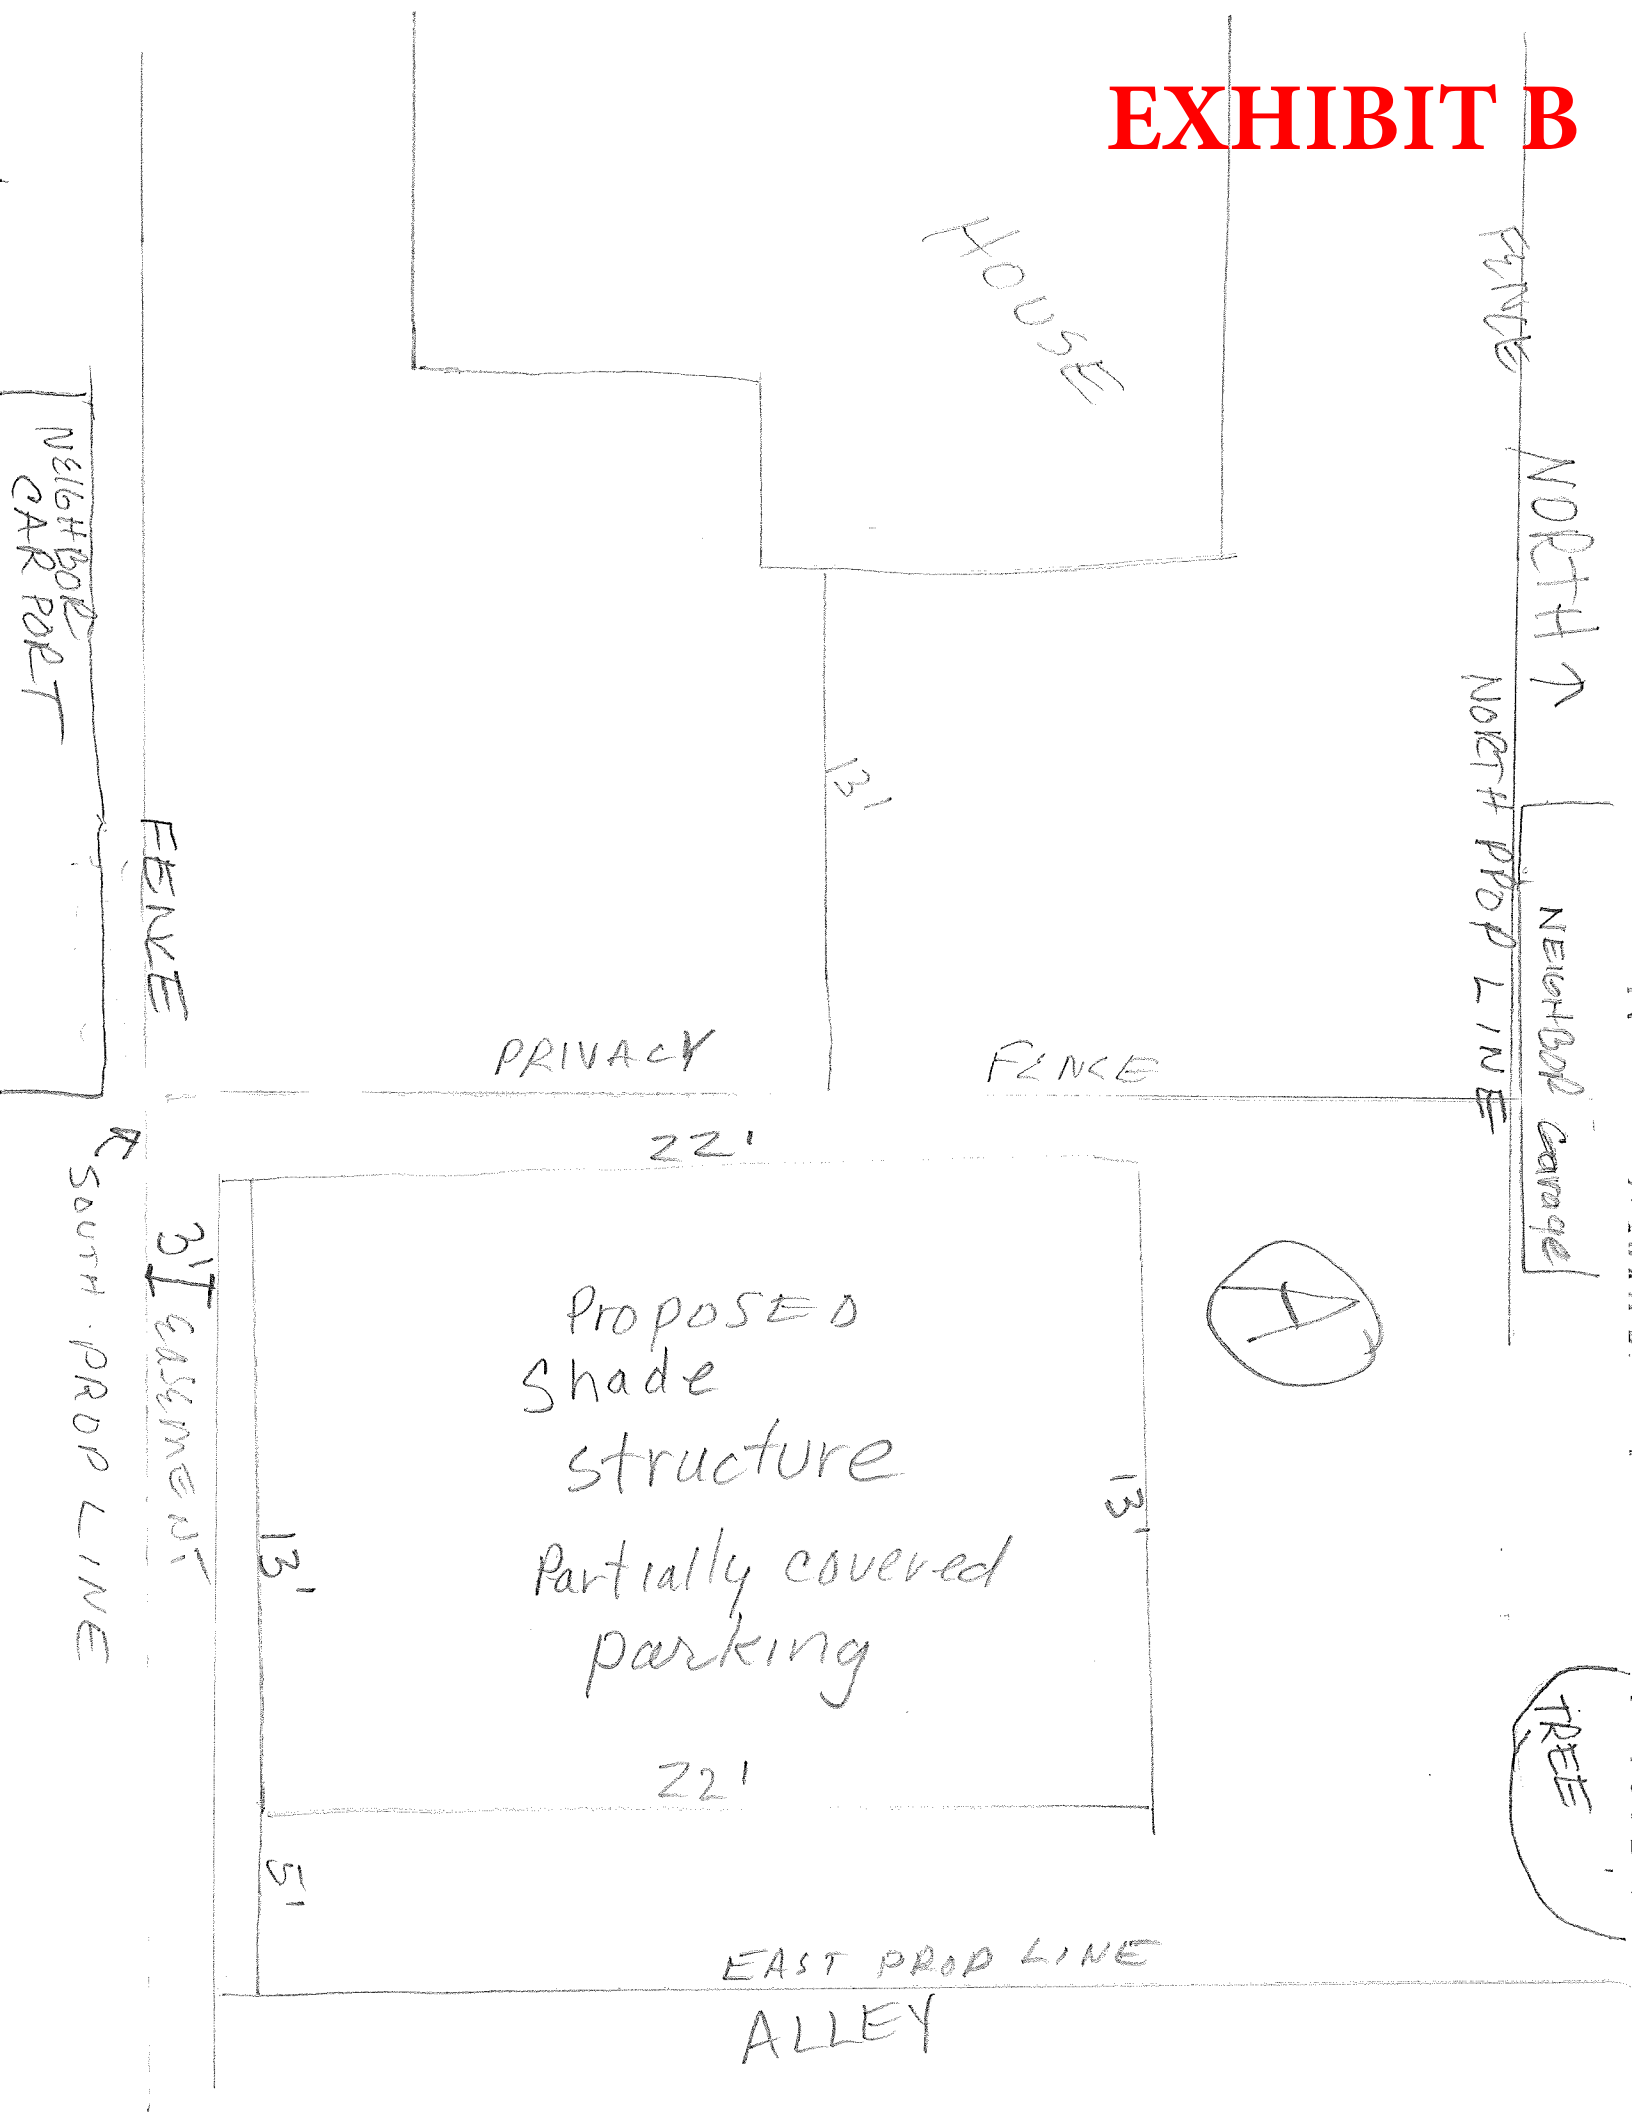 EXHIBIT B
HOUSE
FENCE
NORTH ↑
NORTH PROP LINE
NEIGHBOR
CARPORT
13'
NEIGHBOR Garage
FENCE
PRIVACY FENCE
22'
SOUTH PROP LINE
3'
EASEMENT
A
PROPOSED
Shade
structure
Partially covered
parking
13'
13'
22'
TREE
5'
EAST PROP LINE
ALLEY